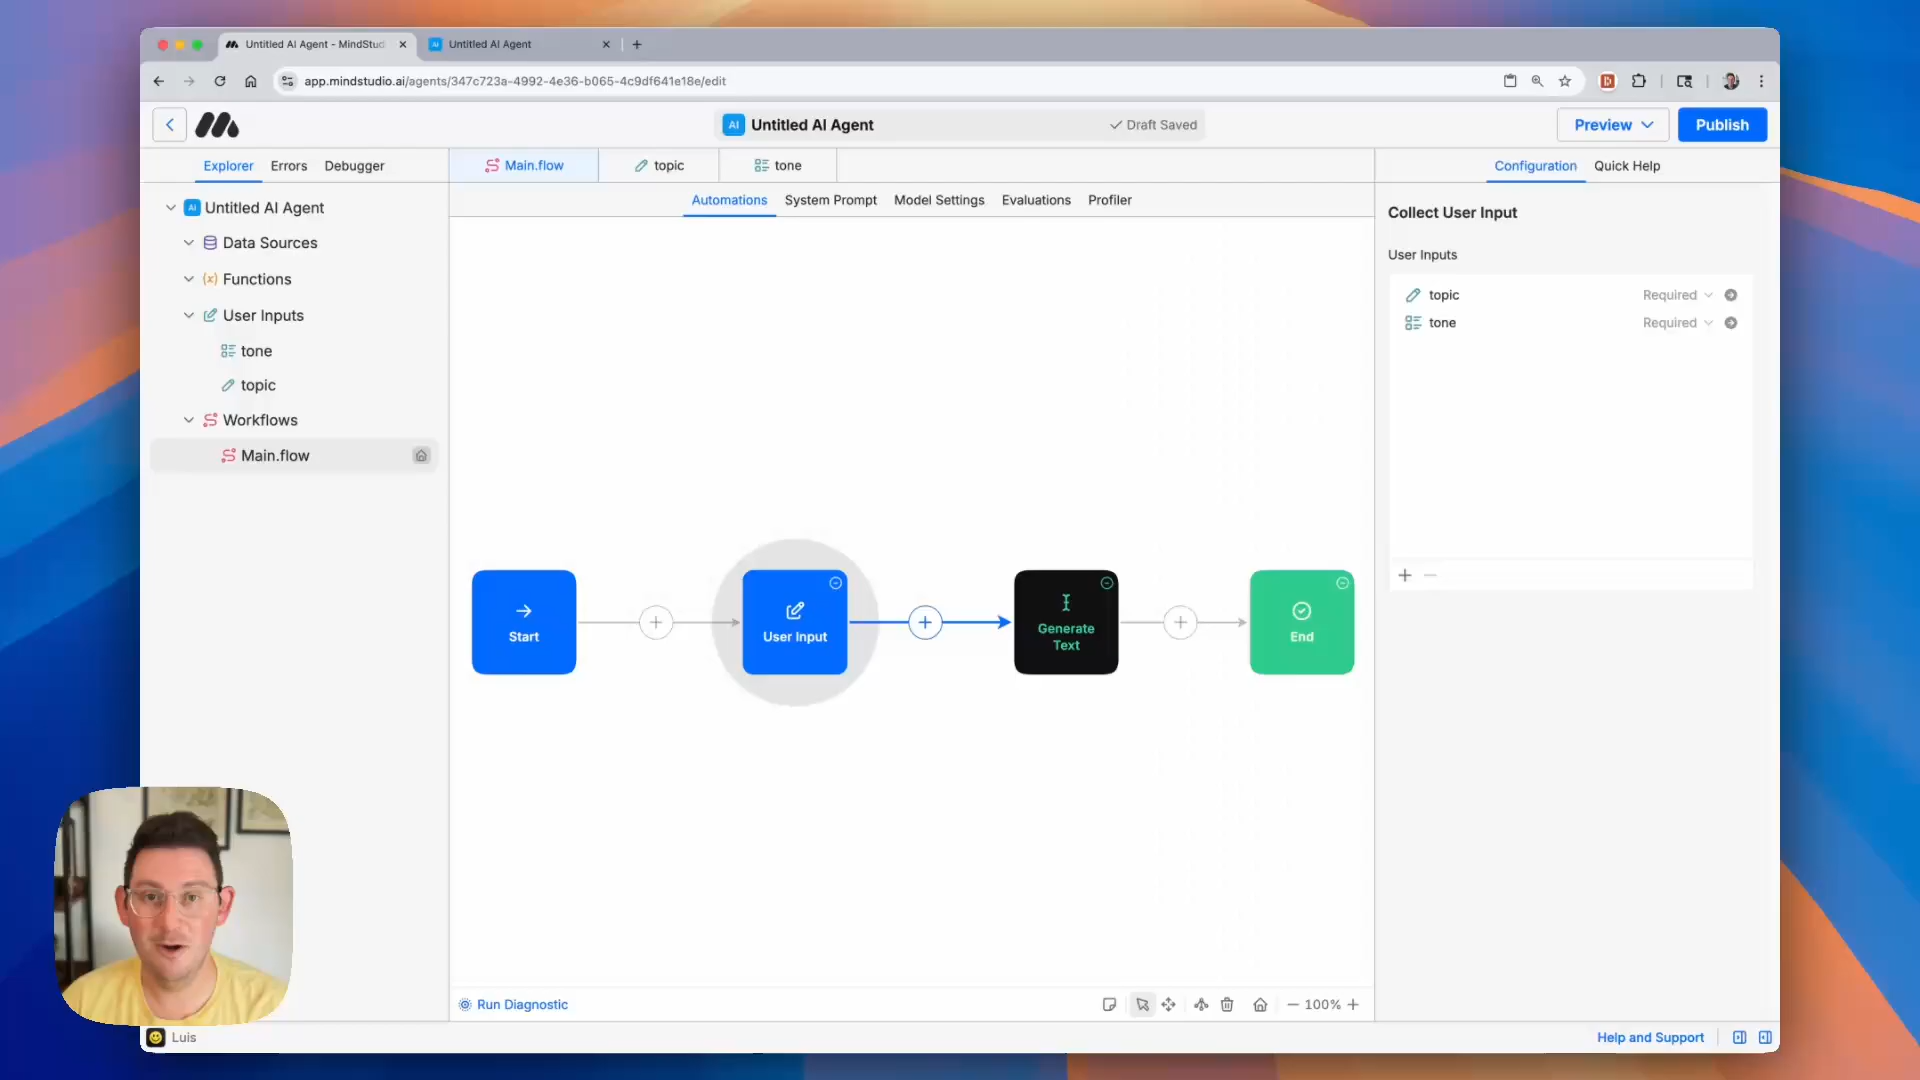 Untitled AI Agent - MindStud
Untitled AI Agent
app.mindstudio.ai/agents/347c723a-4992-4e36-b065-4c9df641e18e/edit
AI Untitled AI Agent
Draft Saved
Preview
Publish
Explorer Errors Debugger
Main.flow
topic
tone
Configuration Quick Help
Automations System Prompt Model Settings Evaluations Profiler
AI Untitled AI Agent
Data Sources
(x) Functions
User Inputs
tone
topic
Workflows
Main.flow
Collect User Input
User Inputs
topic Required
tone Required
Start
User Input
Generate
Text
End
Run Diagnostic
100%
Luis
Help and Support